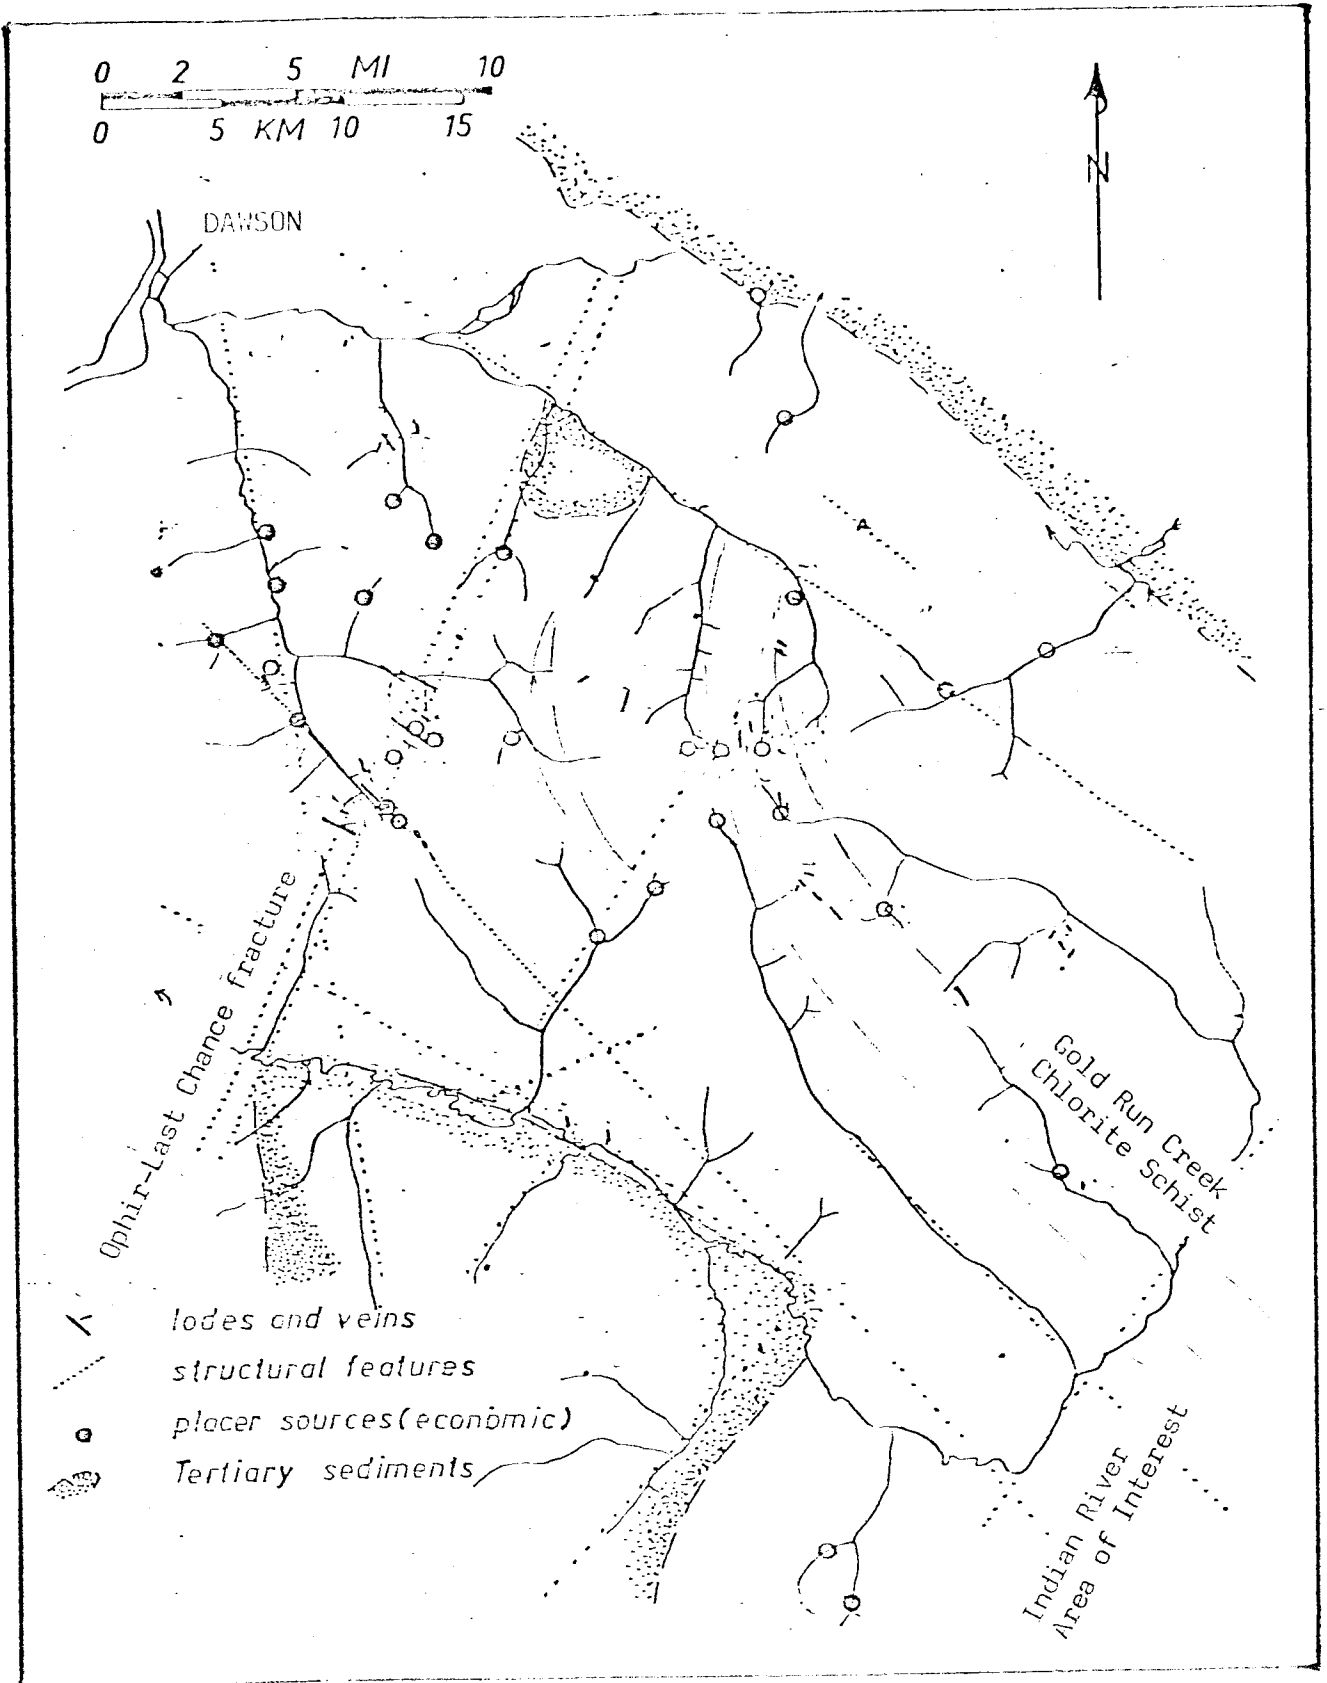 0 2 5 MI 10
0 5 KM 10 15
N
DAWSON
Ophir-Last Chance fracture
Gold Run Creek
Chlorite Schist
lodes and veins
structural features
placer sources (economic)
Tertiary sediments
Indian River
Area of Interest